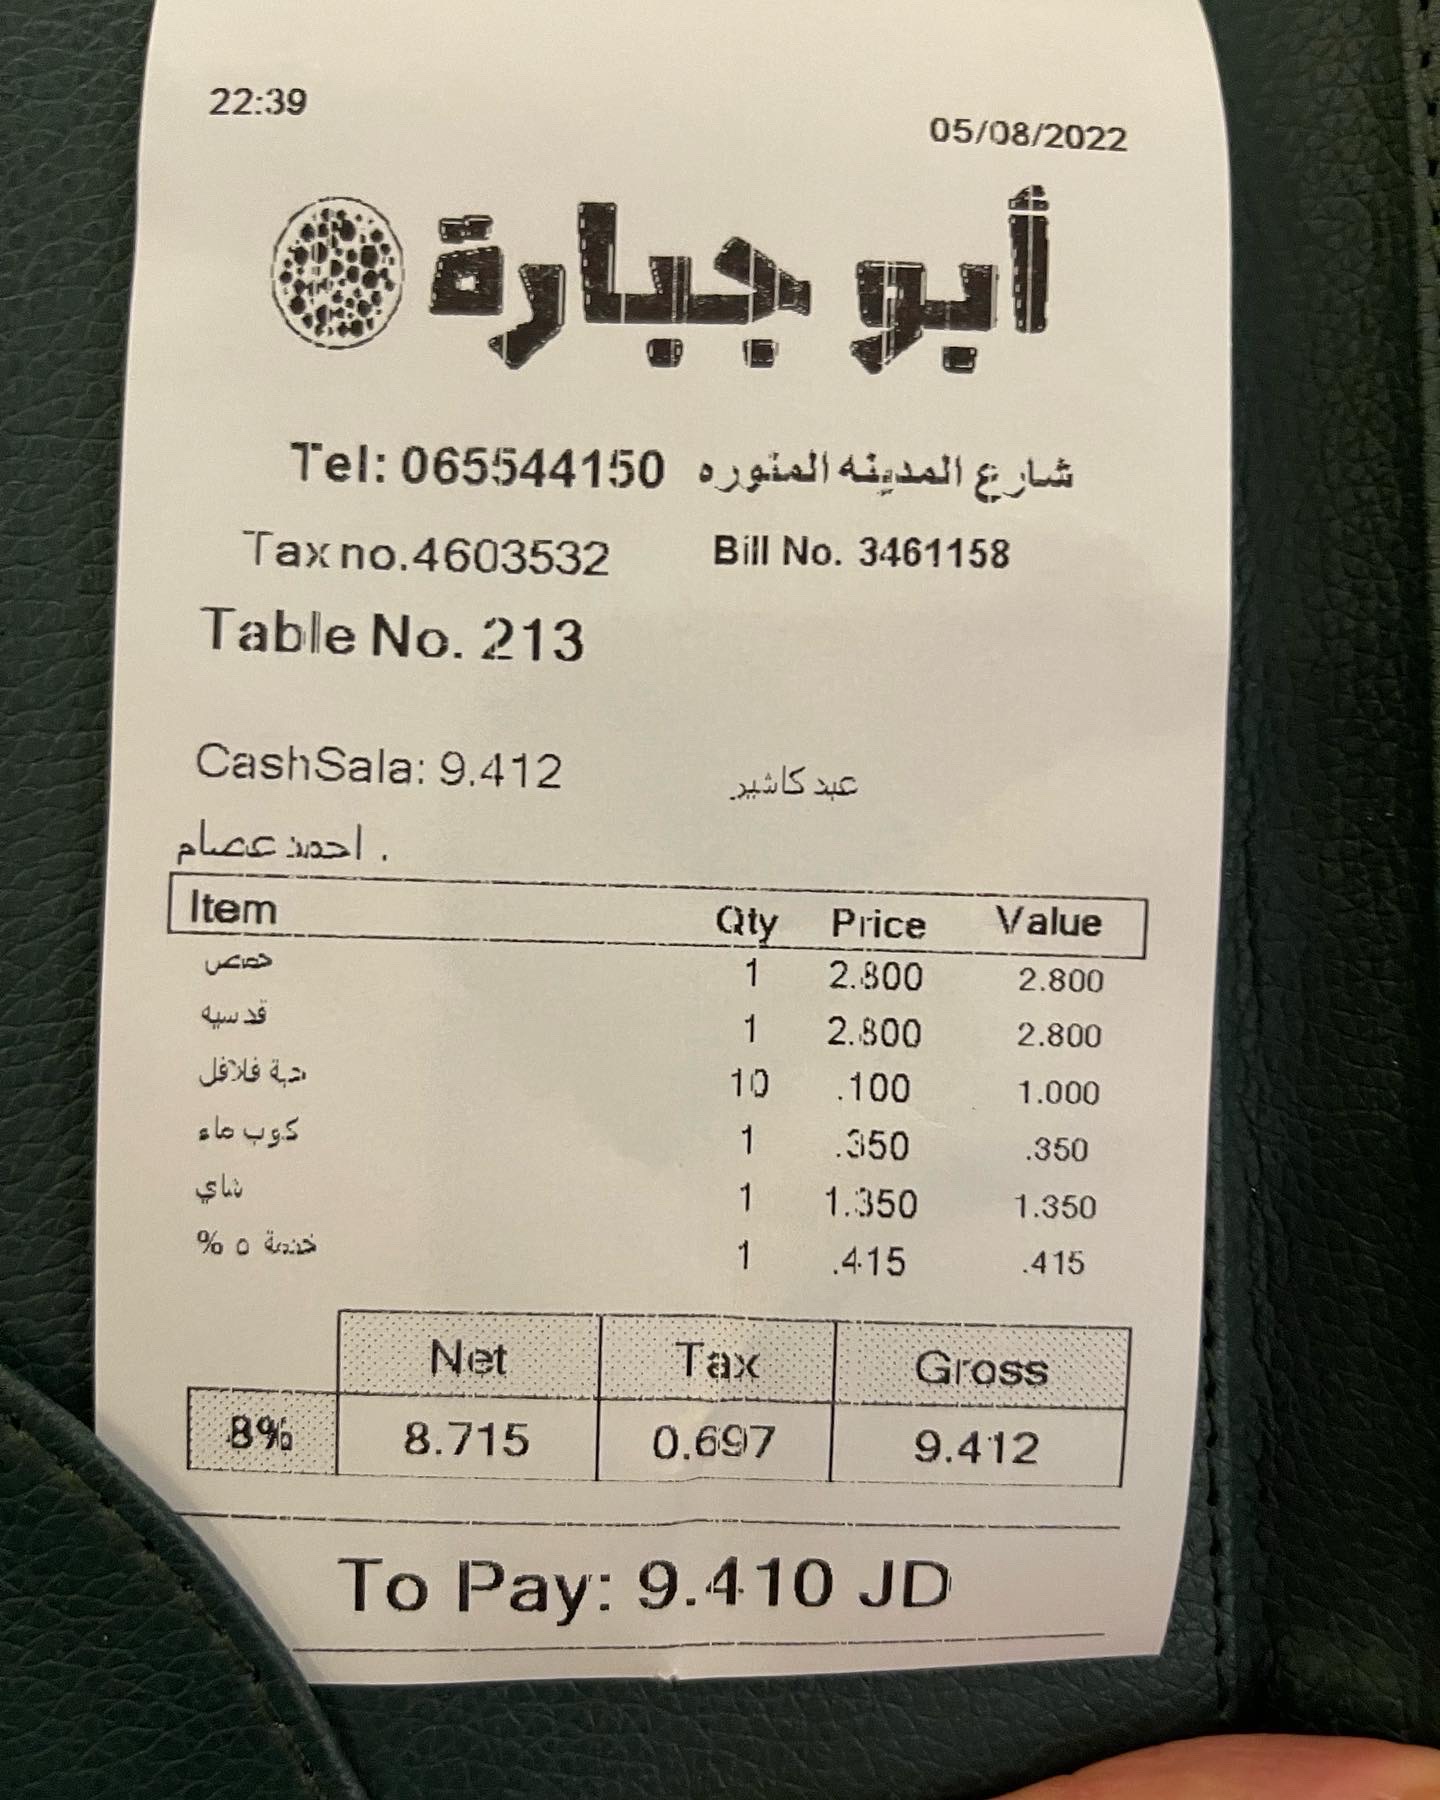 22:39
05/08/2022
أبو جبارة
Tel: 065544150 شارع المدينه المنوره
Tax no.4603532 Bill No. 3461158
Table No. 213
CashSala: 9.412 عبد كاشير
احمد عصام .
Item Qty Price Value
حمص 1 2.800 2.800
قدسيه 1 2.800 2.800
حبة فلافل 10 .100 1.000
كوب ماء 1 .350 .350
شاي 1 1.350 1.350
خدمة ٥ % 1 .415 .415
Net Tax Gross
8% 8.715 0.697 9.412
To Pay: 9.410 JD